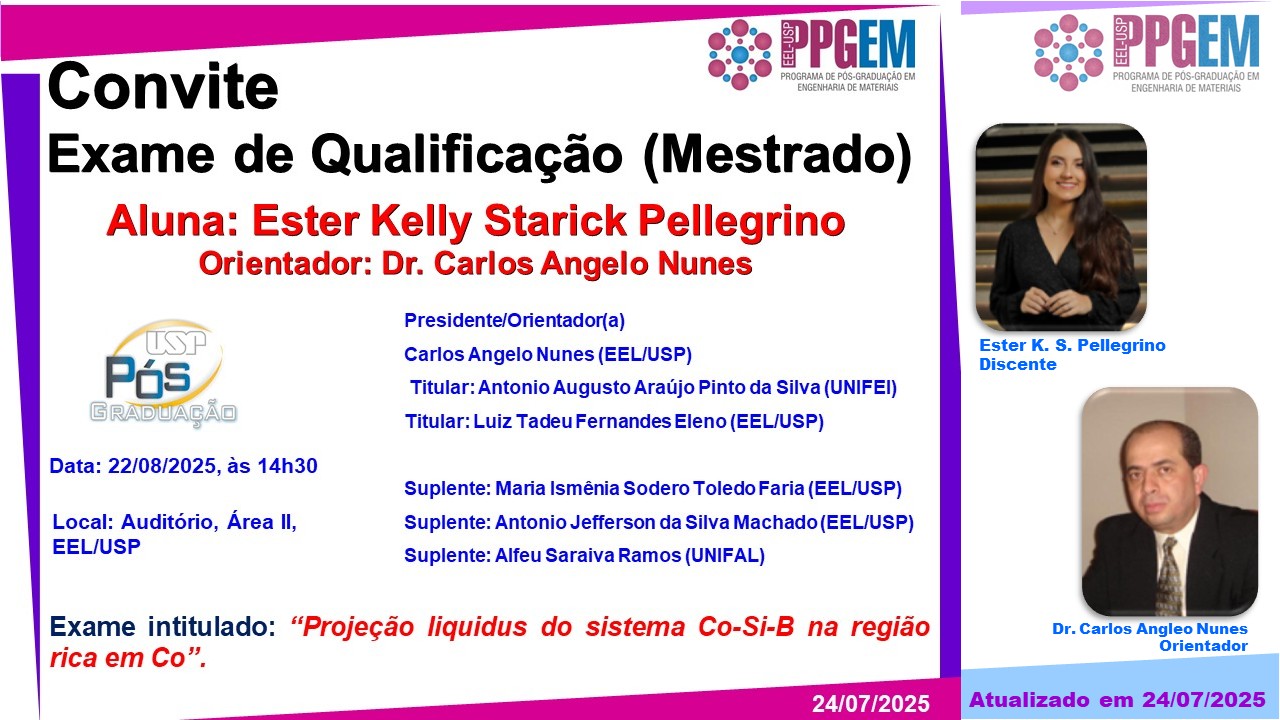 Convite
Exame de Qualificação (Mestrado)
EEL-USP
PPGEM
PROGRAMA DE PÓS-GRADUAÇÃO EM
ENGENHARIA DE MATERIAIS
Aluna: Ester Kelly Starick Pellegrino
Orientador: Dr. Carlos Angelo Nunes
USP
Pós
GRADUAÇÃO
Data: 22/08/2025, às 14h30
Local: Auditório, Área II,
EEL/USP
Presidente/Orientador(a)
Carlos Angelo Nunes (EEL/USP)
Titular: Antonio Augusto Araújo Pinto da Silva (UNIFEI)
Titular: Luiz Tadeu Fernandes Eleno (EEL/USP)
Suplente: Maria Ismênia Sodero Toledo Faria (EEL/USP)
Suplente: Antonio Jefferson da Silva Machado (EEL/USP)
Suplente: Alfeu Saraiva Ramos (UNIFAL)
Exame intitulado: “Projeção liquidus do sistema Co-Si-B na região
rica em Co”.
24/07/2025
EEL-USP
PPGEM
PROGRAMA DE PÓS-GRADUAÇÃO EM
ENGENHARIA DE MATERIAIS
Ester K. S. Pellegrino
Discente
Dr. Carlos Angleo Nunes
Orientador
Atualizado em 24/07/2025